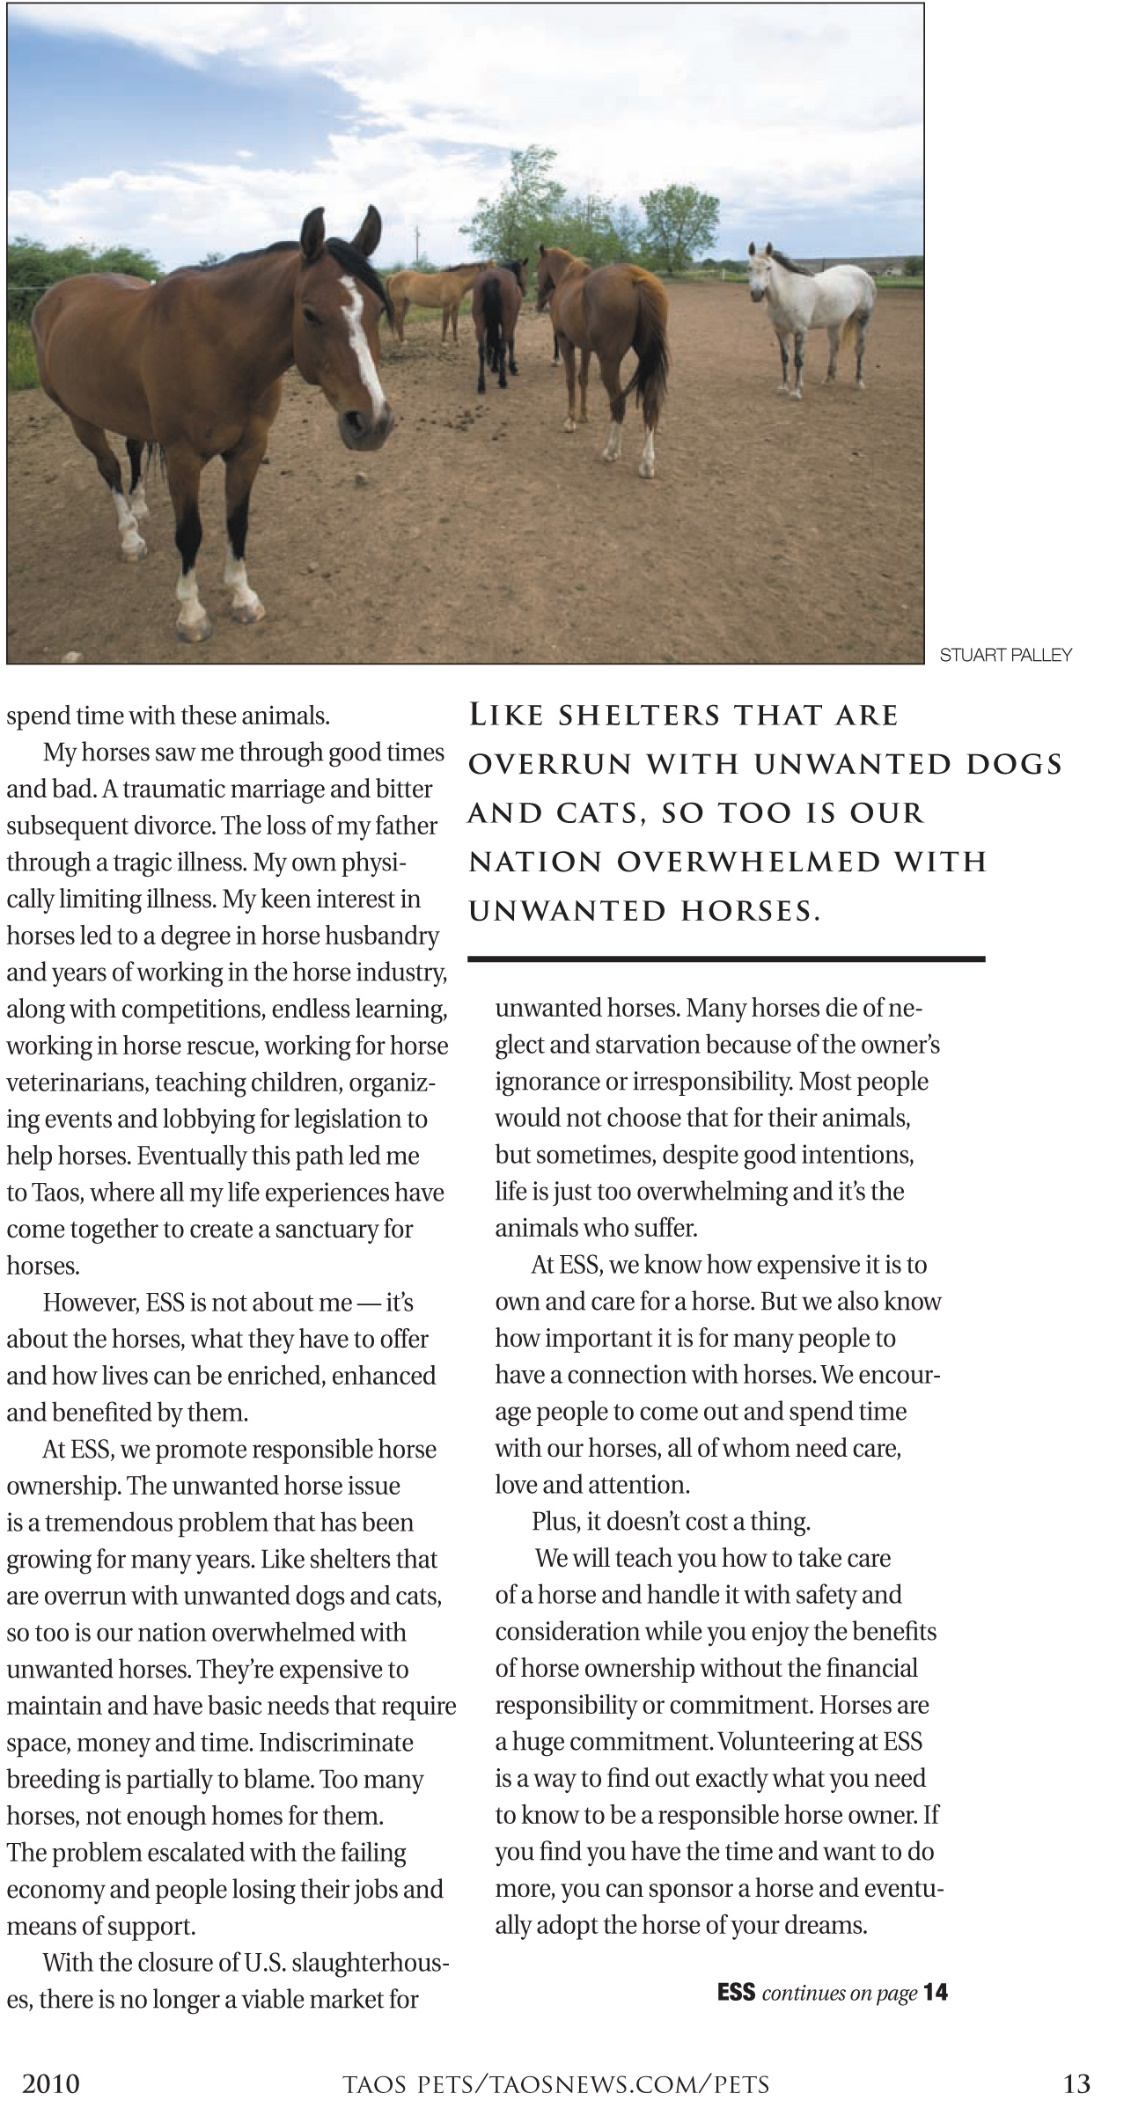 STUART PALLEY
spend time with these animals.
My horses saw me through good times
and bad. A traumatic marriage and bitter
subsequent divorce. The loss of my father
through a tragic illness. My own physi-
cally limiting illness. My keen interest in
horses led to a degree in horse husbandry
and years of working in the horse industry,
along with competitions, endless learning,
working in horse rescue, working for horse
veterinarians, teaching children, organiz-
ing events and lobbying for legislation to
help horses. Eventually this path led me
to Taos, where all my life experiences have
come together to create a sanctuary for
horses.
However, ESS is not about me — it’s
about the horses, what they have to offer
and how lives can be enriched, enhanced
and benefited by them.
At ESS, we promote responsible horse
ownership. The unwanted horse issue
is a tremendous problem that has been
growing for many years. Like shelters that
are overrun with unwanted dogs and cats,
so too is our nation overwhelmed with
unwanted horses. They’re expensive to
maintain and have basic needs that require
space, money and time. Indiscriminate
breeding is partially to blame. Too many
horses, not enough homes for them.
The problem escalated with the failing
economy and people losing their jobs and
means of support.
With the closure of U.S. slaughterhous-
es, there is no longer a viable market for
LIKE SHELTERS THAT ARE
OVERRUN WITH UNWANTED DOGS
AND CATS, SO TOO IS OUR
NATION OVERWHELMED WITH
UNWANTED HORSES.
unwanted horses. Many horses die of ne-
glect and starvation because of the owner’s
ignorance or irresponsibility. Most people
would not choose that for their animals,
but sometimes, despite good intentions,
life is just too overwhelming and it’s the
animals who suffer.
At ESS, we know how expensive it is to
own and care for a horse. But we also know
how important it is for many people to
have a connection with horses. We encour-
age people to come out and spend time
with our horses, all of whom need care,
love and attention.
Plus, it doesn’t cost a thing.
We will teach you how to take care
of a horse and handle it with safety and
consideration while you enjoy the benefits
of horse ownership without the financial
responsibility or commitment. Horses are
a huge commitment. Volunteering at ESS
is a way to find out exactly what you need
to know to be a responsible horse owner. If
you find you have the time and want to do
more, you can sponsor a horse and eventu-
ally adopt the horse of your dreams.
ESS continues on page 14
2010 TAOS PETS/TAOSNEWS.COM/PETS 13